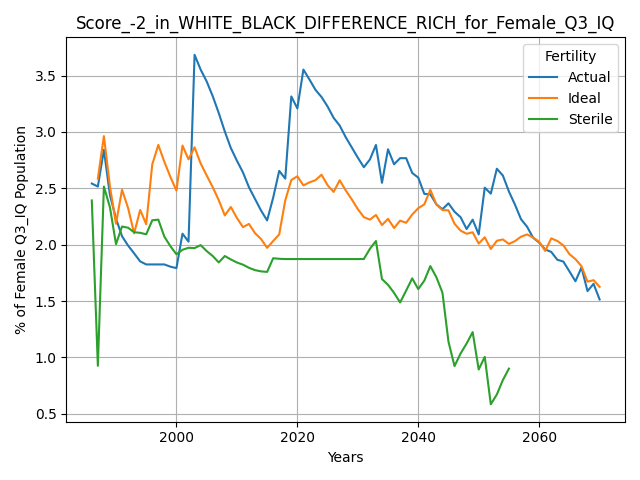 Score_-2_in_WHITE_BLACK_DIFFERENCE_RICH_for_Female_Q3_IQ
Fertility
Actual
Ideal
Sterile
% of Female Q3_IQ Population
3.5
3.0
2.5
2.0
1.5
1.0
0.5
2000
2020
2040
2060
Years